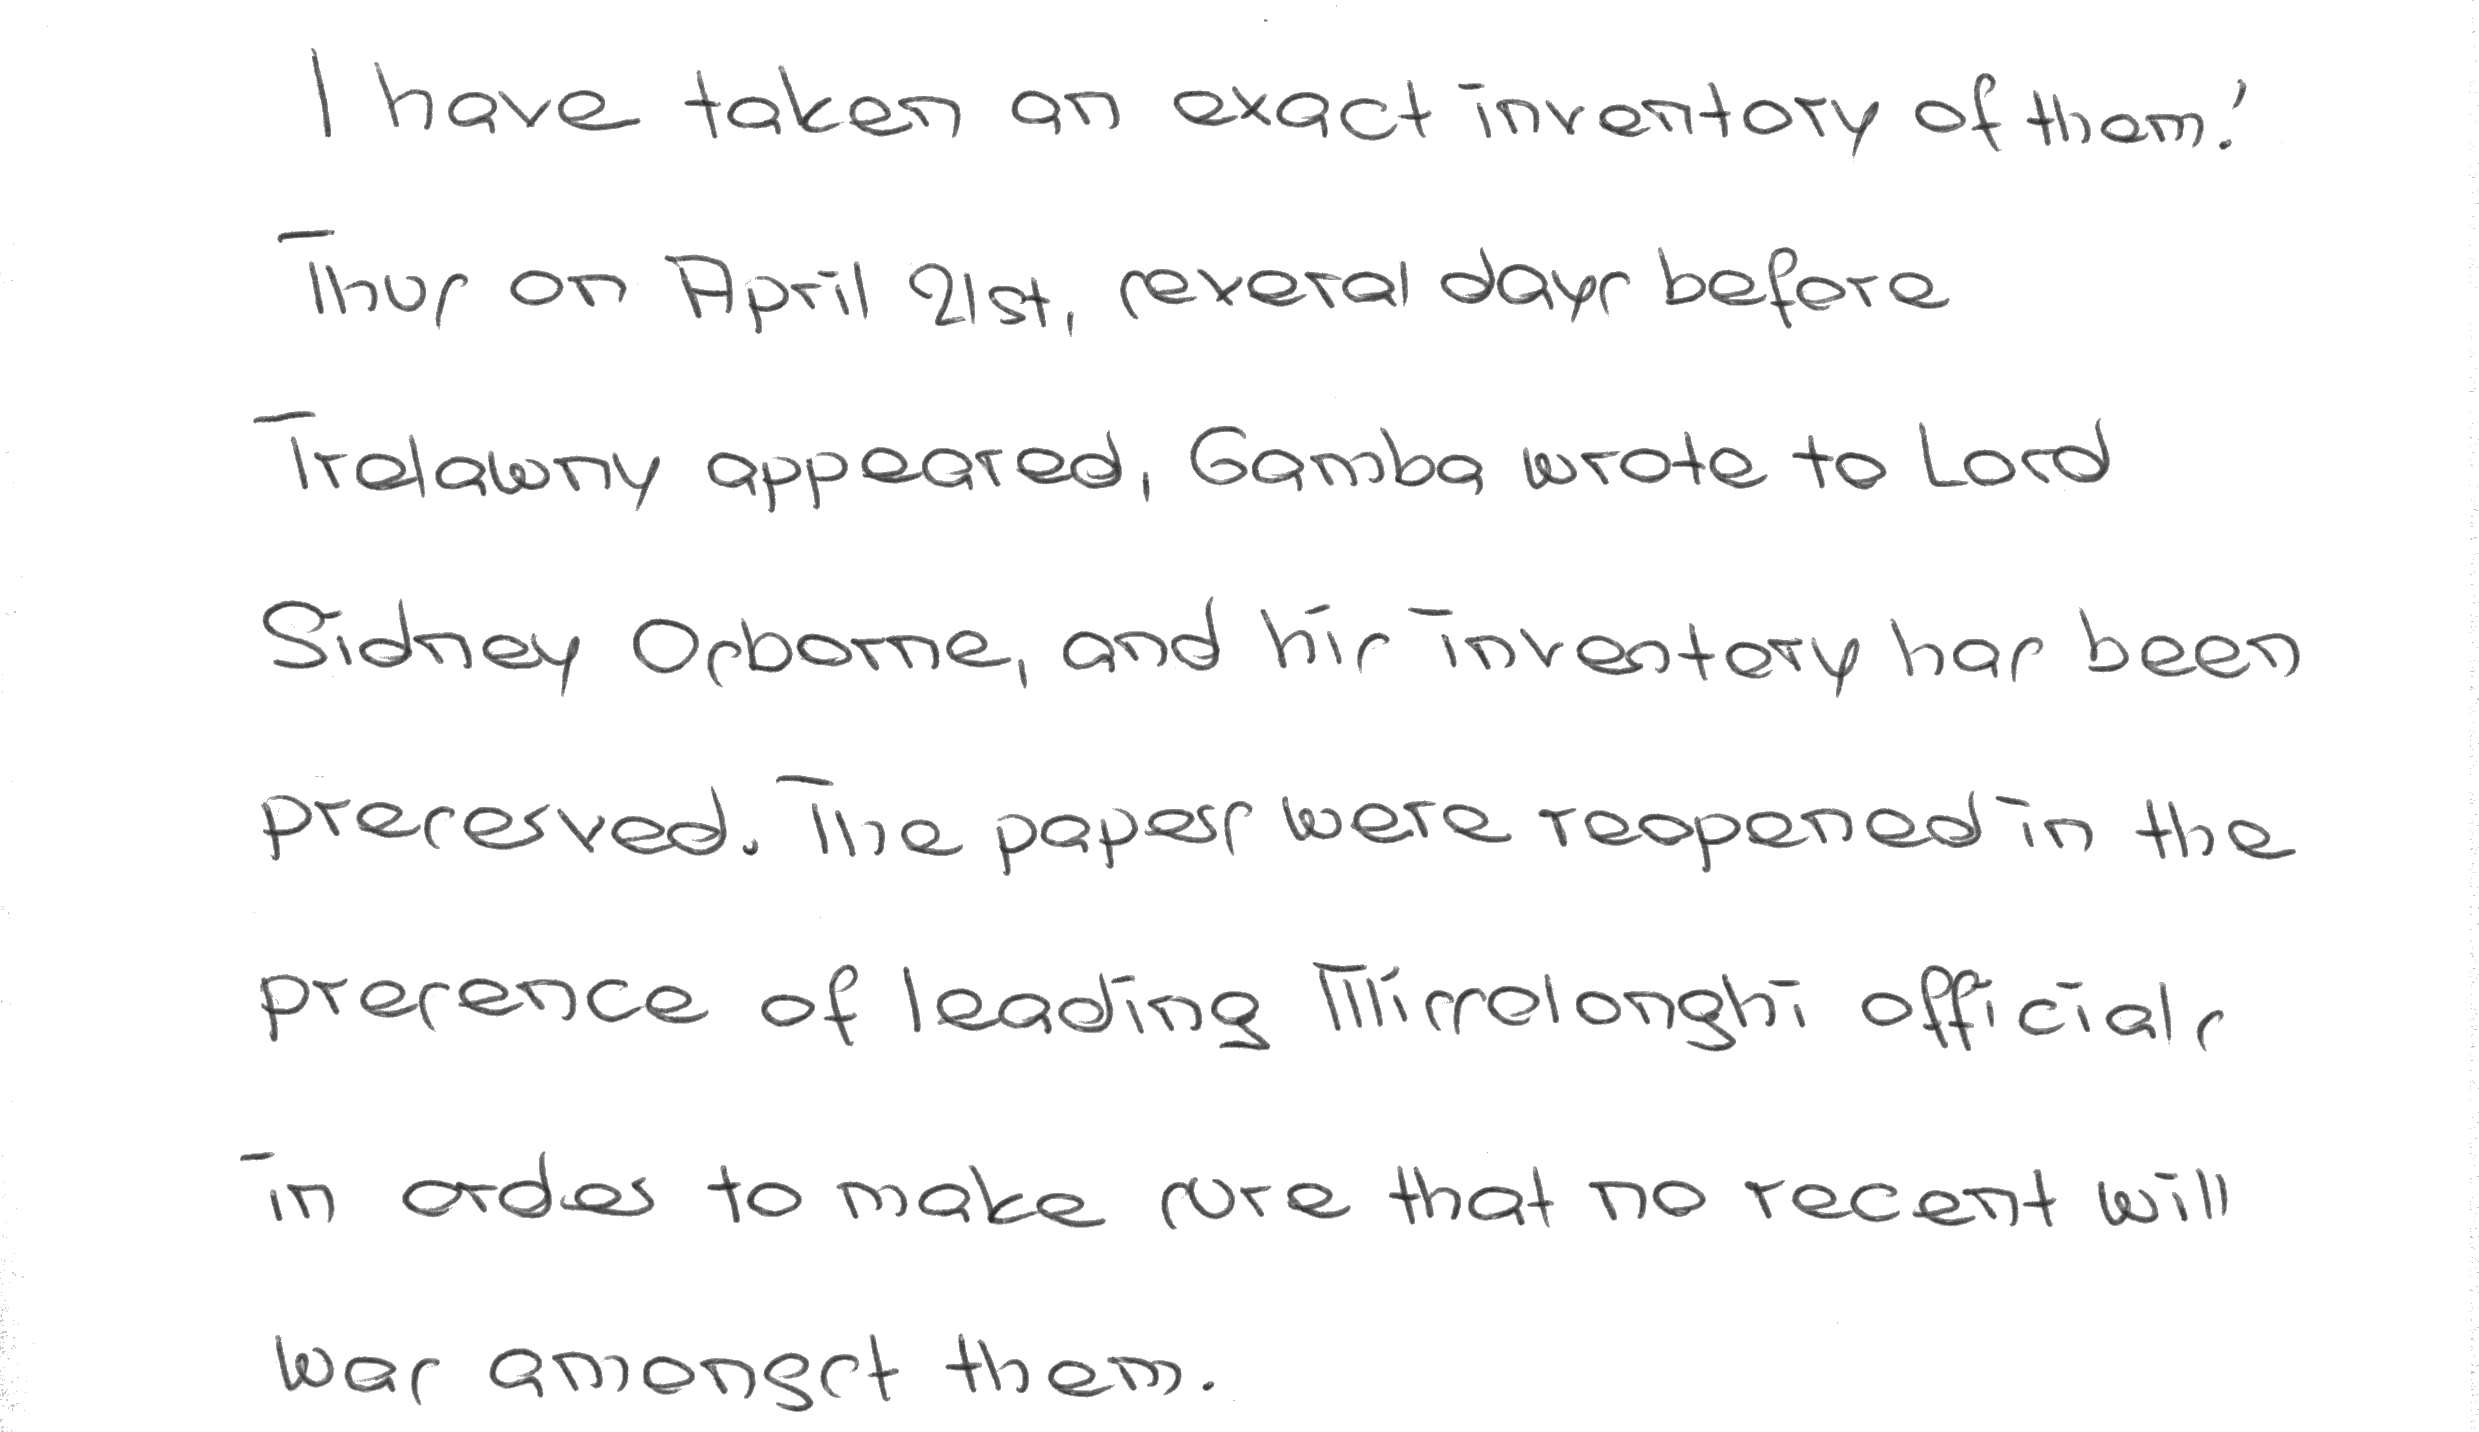 I have taken an exact inventory of them.'
Thus on April 21st, several days before
Trelawny appeared, Gamba wrote to Lord
Sidney Osborne, and his inventory has been
preserved. The papers were reopened in the
presence of leading Missolonghi officials
in order to make sure that no recent will
was amongst them.